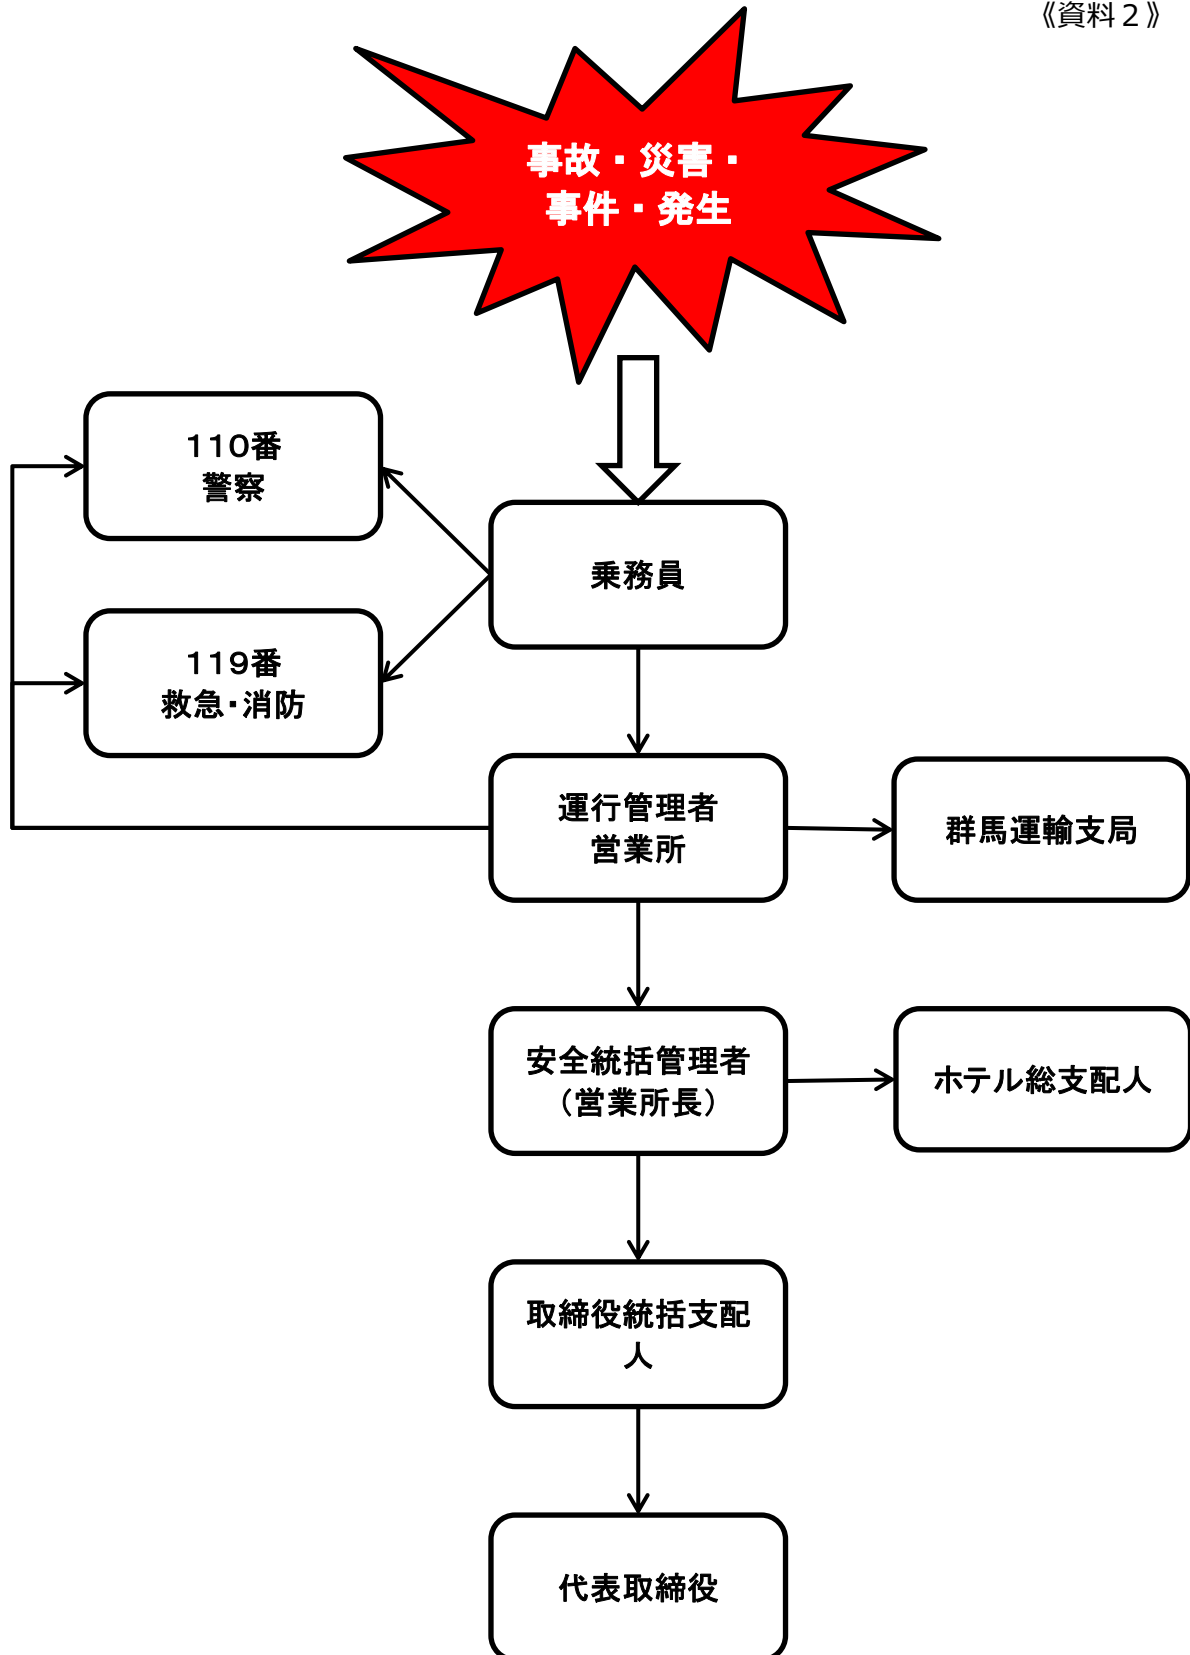 《資料２》
事故・災害・
事件・発生
１１０番
警察
乗務員
１１９番
救急・消防
運行管理者
営業所
群馬運輸支局
安全統括管理者
（営業所長）
ホテル総支配人
取締役統括支配
人
代表取締役